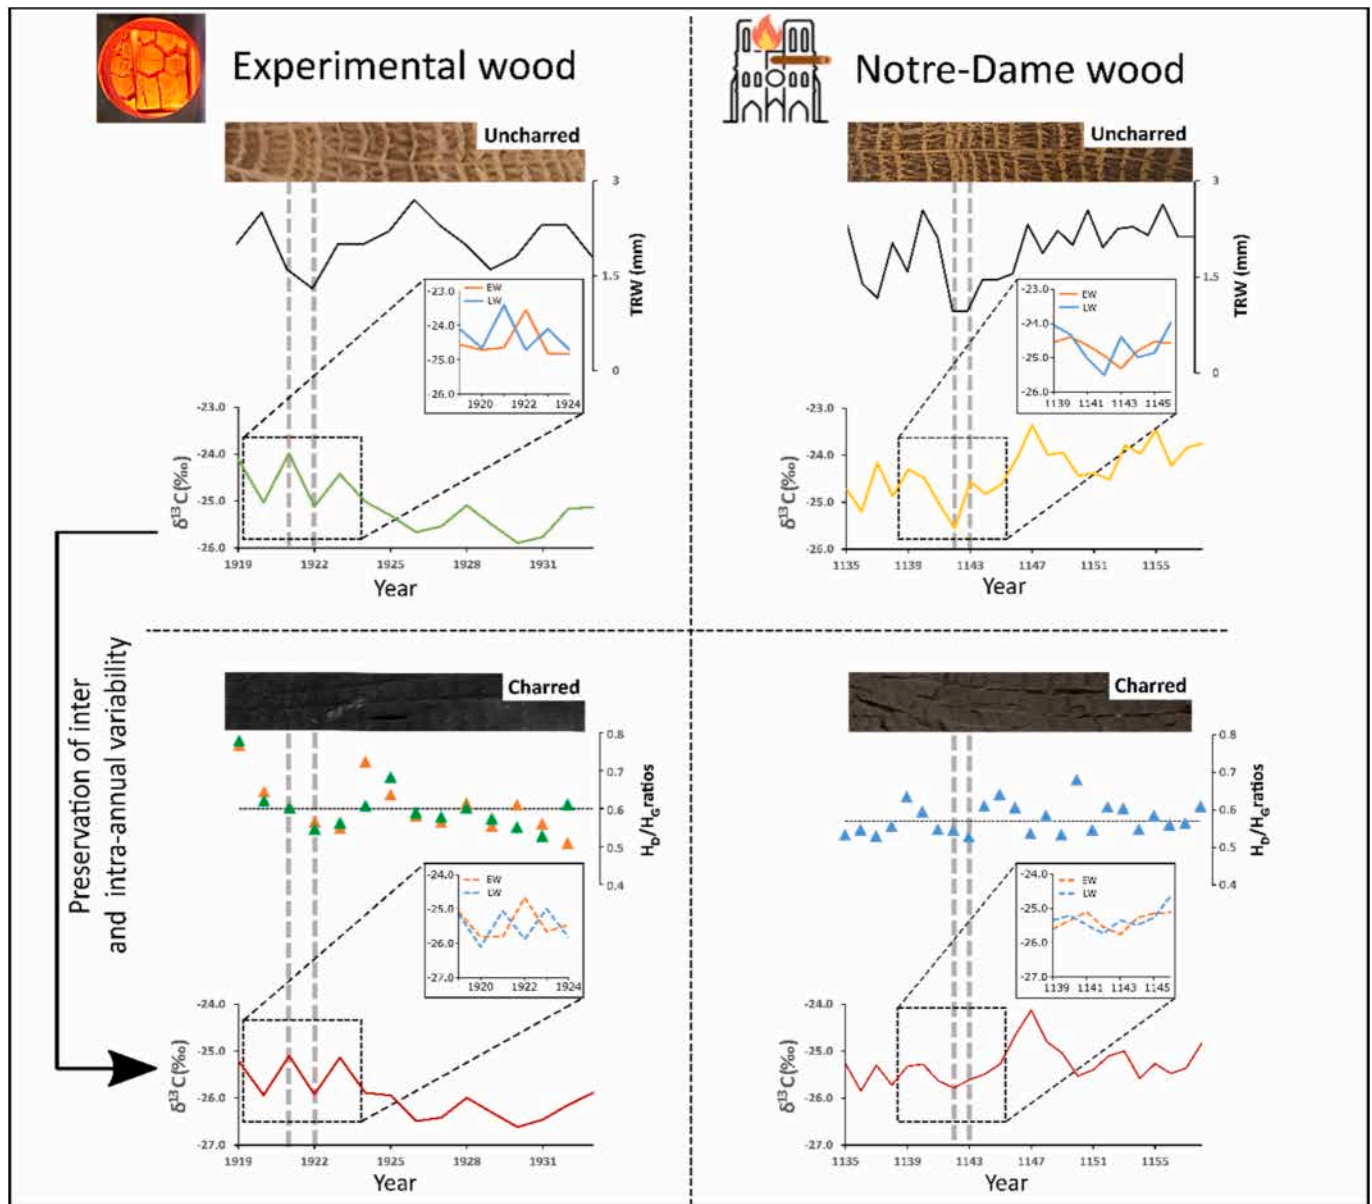 Experimental wood
Uncharred
3
1.5
0
TRW (mm)
EW
LW
-23.0
-24.0
-25.0
-26.0
1920 1922 1924
-23.0
-24.0
-25.0
-26.0
δ¹³C(‰)
1919 1922 1925 1928 1931
Year
Notre-Dame wood
Uncharred
3
1.5
0
TRW (mm)
EW
LW
-23.0
-24.0
-25.0
-26.0
1139 1141 1143 1145
-23.0
-24.0
-25.0
-26.0
δ¹³C(‰)
1135 1139 1143 1147 1151 1155
Year
Preservation of inter
and intra-annual variability
Charred
0.8
0.7
0.6
0.5
0.4
H_D/H_G ratios
EW
LW
-24.0
-25.0
-26.0
-27.0
1920 1922 1924
-24.0
-25.0
-26.0
-27.0
δ¹³C(‰)
1919 1922 1925 1928 1931
Year
Charred
0.8
0.7
0.6
0.5
0.4
H_D/H_G ratios
EW
LW
-24.0
-25.0
-26.0
-27.0
1139 1141 1143 1145
-24.0
-25.0
-26.0
-27.0
δ¹³C(‰)
1135 1139 1143 1147 1151 1155
Year